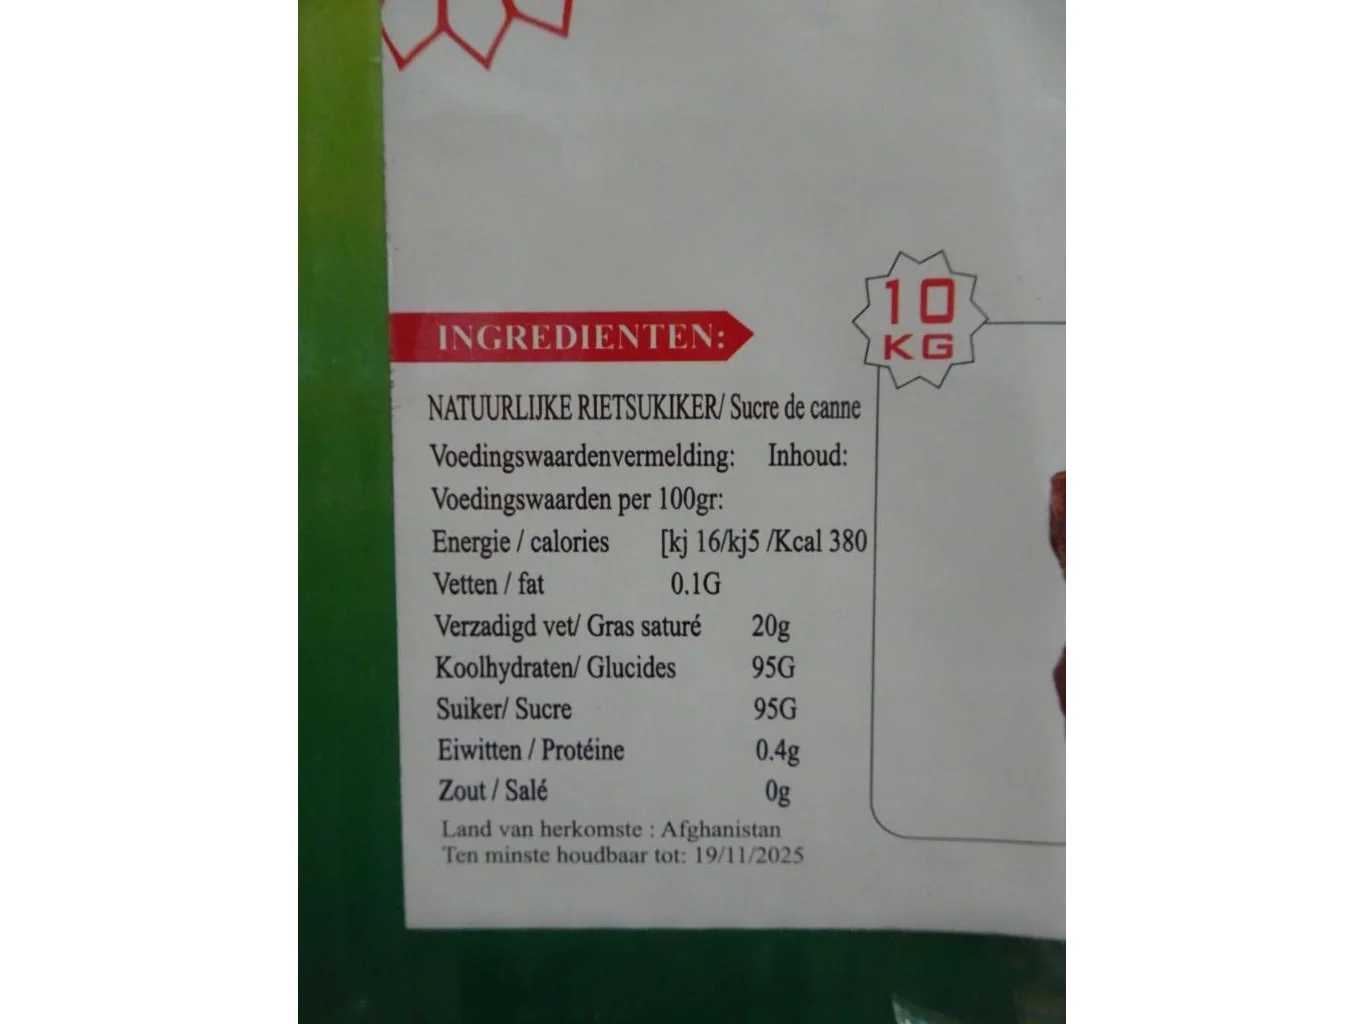 10
KG
INGREDIENTEN:
NATUURLIJKE RIETSUKIKER/ Sucre de canne
Voedingswaardenvermelding: Inhoud:
Voedingswaarden per 100gr:
Energie / calories [kj 16/kj5 /Kcal 380
Vetten / fat 0.1G
Verzadigd vet/ Gras saturé 20g
Koolhydraten/ Glucides 95G
Suiker/ Sucre 95G
Eiwitten / Protéine 0.4g
Zout / Salé 0g
Land van herkomste : Afghanistan
Ten minste houdbaar tot: 19/11/2025